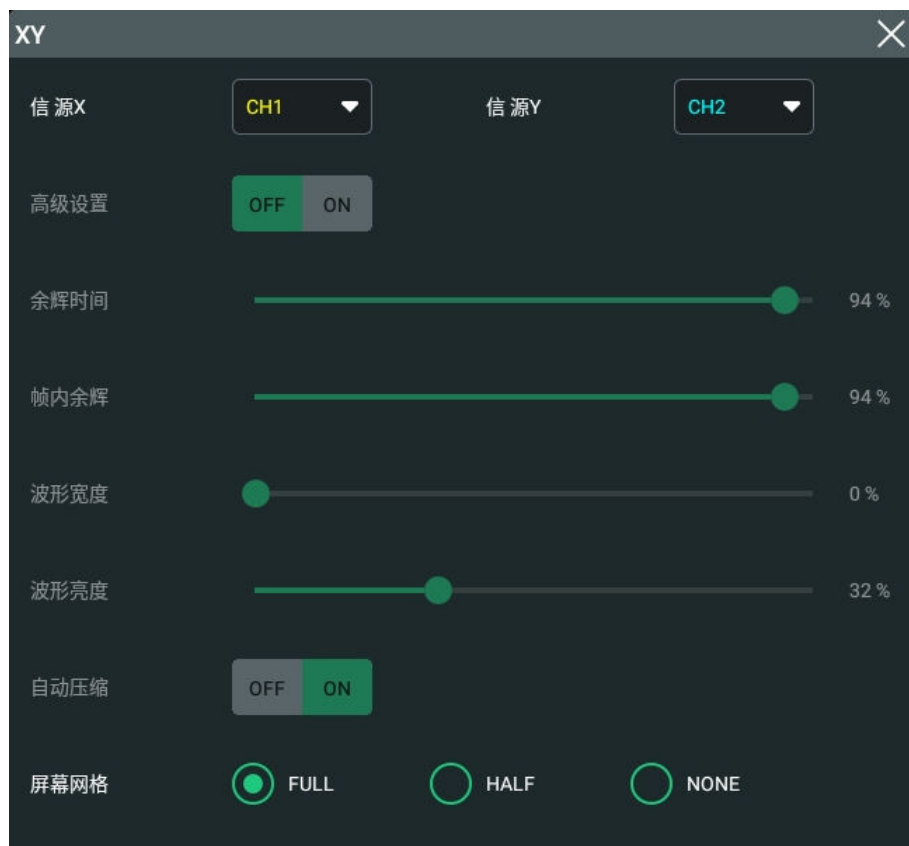 XY
信源X CH1 信源Y CH2
高级设置 OFF ON
余辉时间 94 %
帧内余辉 94 %
波形宽度 0 %
波形亮度 32 %
自动压缩 OFF ON
屏幕网格 FULL HALF NONE